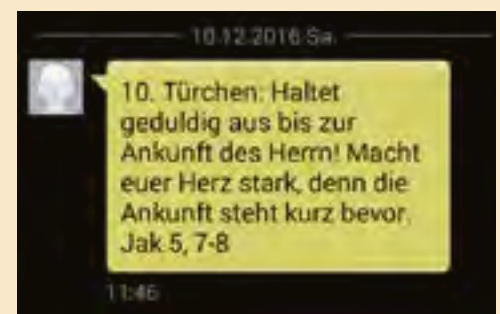 10.12.2016 Sa.
10. Türchen: Haltet
geduldig aus bis zur
Ankunft des Herrn! Macht
euer Herz stark, denn die
Ankunft steht kurz bevor.
Jak 5, 7-8
11:46